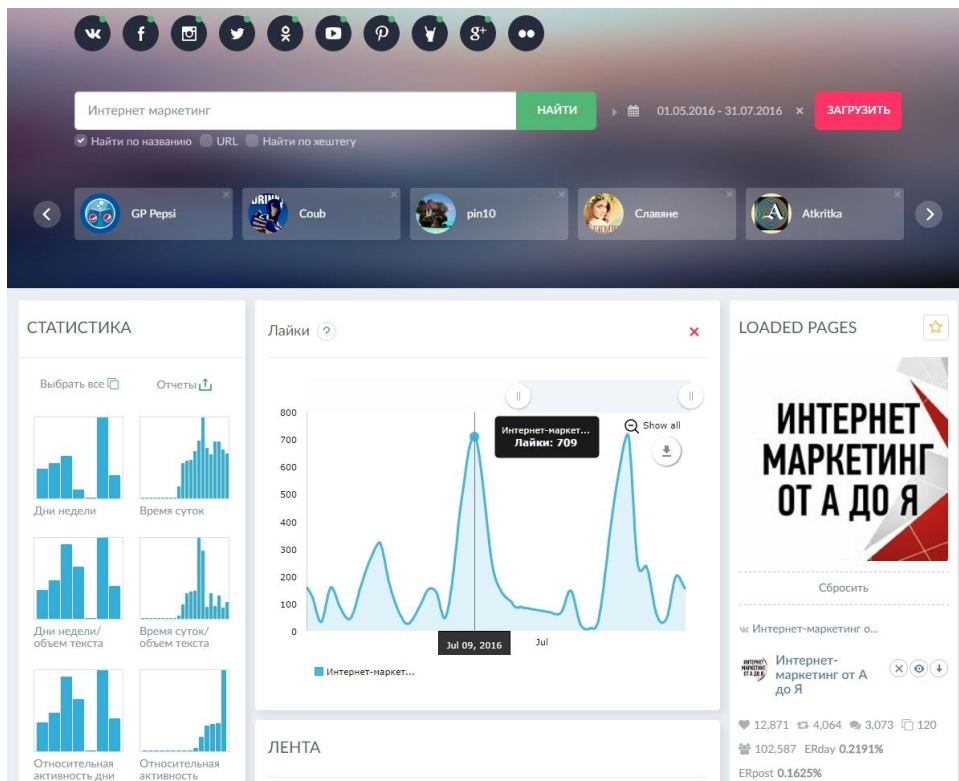 Интернет маркетинг
НАЙТИ
01.05.2016 - 31.07.2016 ×
ЗАГРУЗИТЬ
Найти по названию URL Найти по хештегу
GP Pepsi
Coub
pin10
Славяне
Atkritka
СТАТИСТИКА
Выбрать все Отчеты
Дни недели
Время суток
Дни недели/
объем текста
Время суток/
объем текста
Относительная
активность дни
Относительная
активность
Лайки ?
800
700
600
500
400
300
200
100
0
Интернет-маркет...
Лайки: 709
Show all
Jul 09, 2016
Jul
Интернет-маркет...
ЛЕНТА
LOADED PAGES
ИНТЕРНЕТ
МАРКЕТИНГ
ОТ А ДО Я
Сбросить
Интернет-маркетинг о...
Интернет-
маркетинг от А
до Я
12,871 4,064 3,073 120
102,587 ERday 0.2191%
ERpost 0.1625%